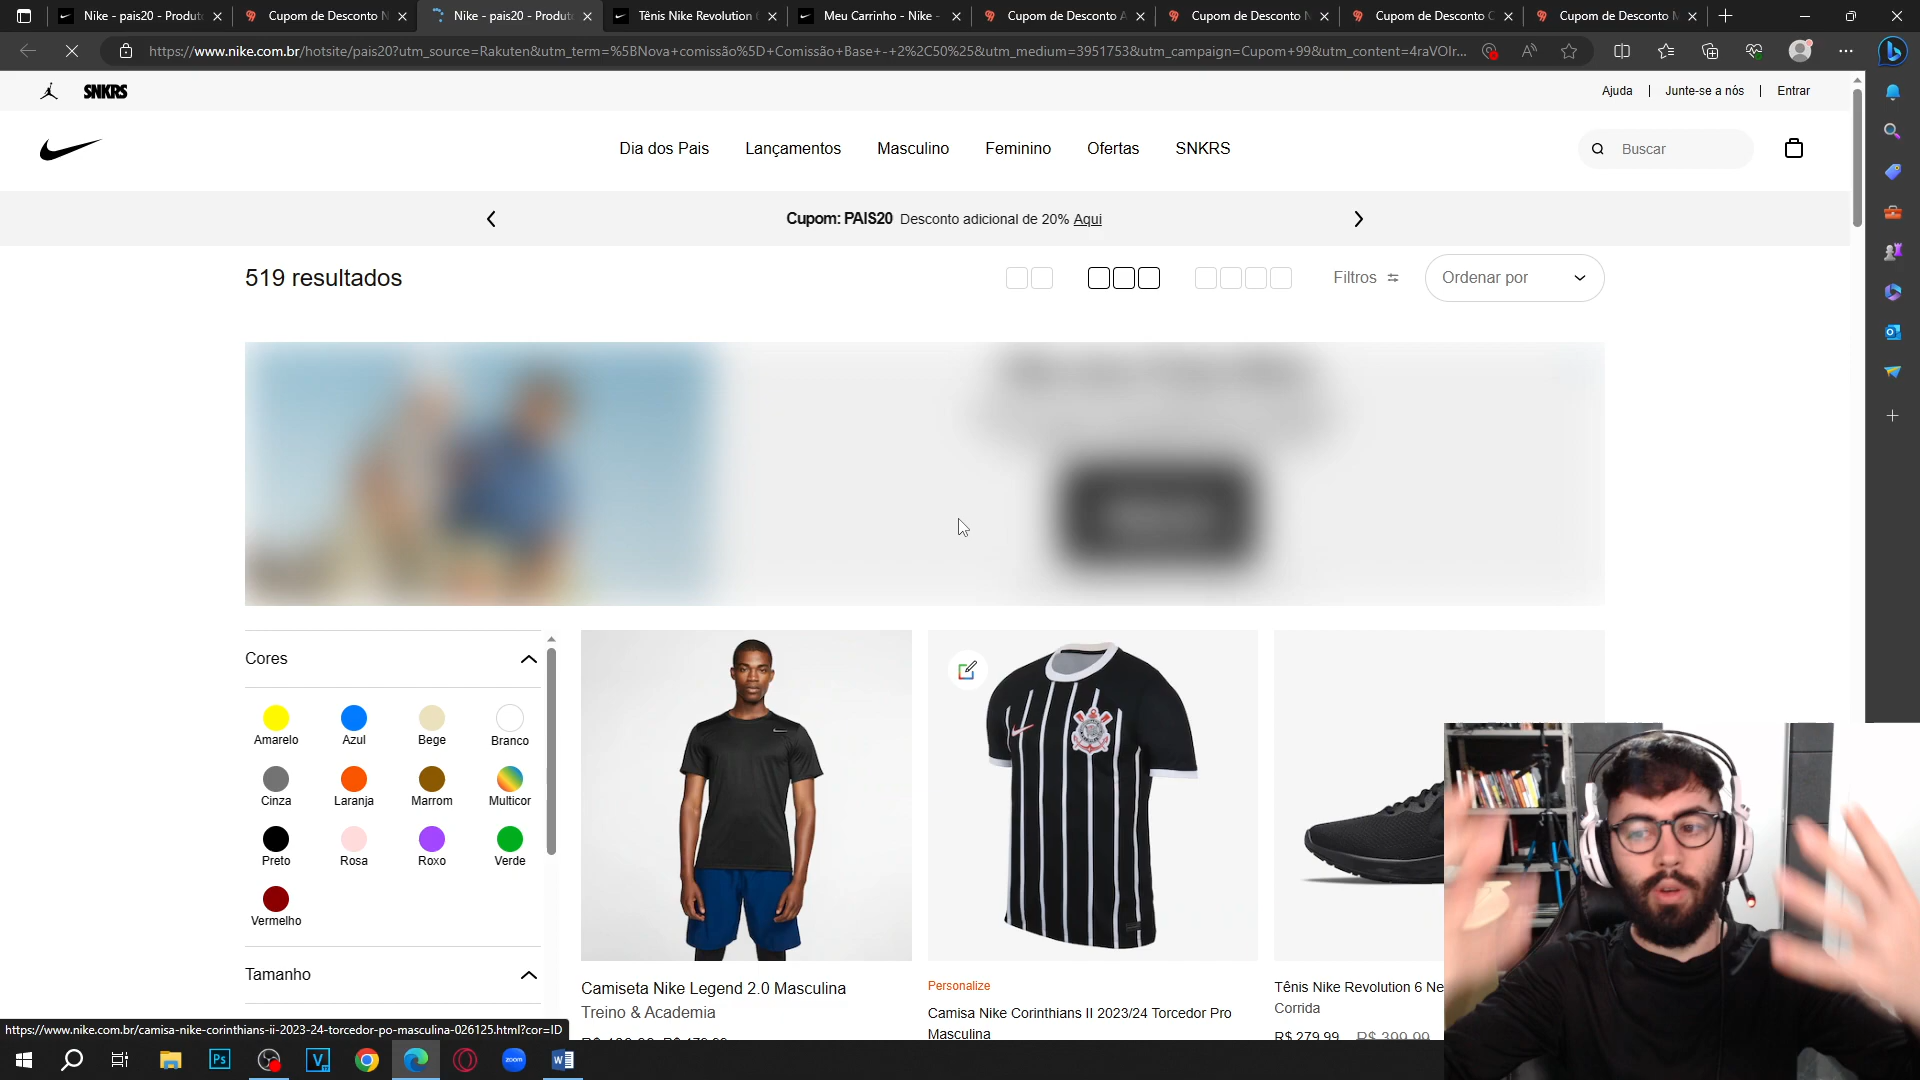 Nike - pais20 - Produt
Cupom de Desconto N
Nike - pais20 - Produt
Tênis Nike Revolution
Meu Carrinho - Nike -
Cupom de Desconto A
Cupom de Desconto N
Cupom de Desconto C
Cupom de Desconto M
https://www.nike.com.br/hotsite/pais20?utm_source=Rakuten&utm_term=%5BNova+comissão%5D+Comissão+Base+-+2%2C50%25&utm_medium=3951753&utm_campaign=Cupom+99&utm_content=4raVOIr...
SNKRS
Ajuda
Junte-se a nós
Entrar
Dia dos Pais
Lançamentos
Masculino
Feminino
Ofertas
SNKRS
Buscar
Cupom: PAIS20 Desconto adicional de 20% Aqui
519 resultados
Filtros
Ordenar por
Cores
Amarelo
Azul
Bege
Branco
Cinza
Laranja
Marrom
Multicor
Preto
Rosa
Roxo
Verde
Vermelho
Tamanho
Camiseta Nike Legend 2.0 Masculina
Treino & Academia
Personalize
Camisa Nike Corinthians II 2023/24 Torcedor Pro
Masculina
Tênis Nike Revolution 6 Ne
Corrida
R$ 279,99 R$ 399,99
https://www.nike.com.br/camisa-nike-corinthians-ii-2023-24-torcedor-po-masculina-026125.html?cor=ID
Ps
V
zoom
W